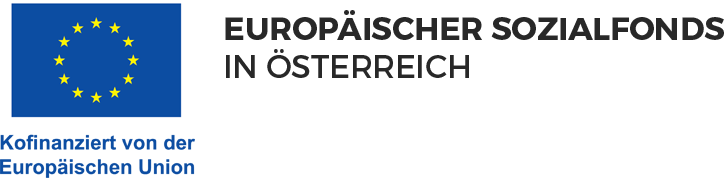 EUROPÄISCHER SOZIALFONDS
IN ÖSTERREICH
Kofinanziert von der
Europäischen Union